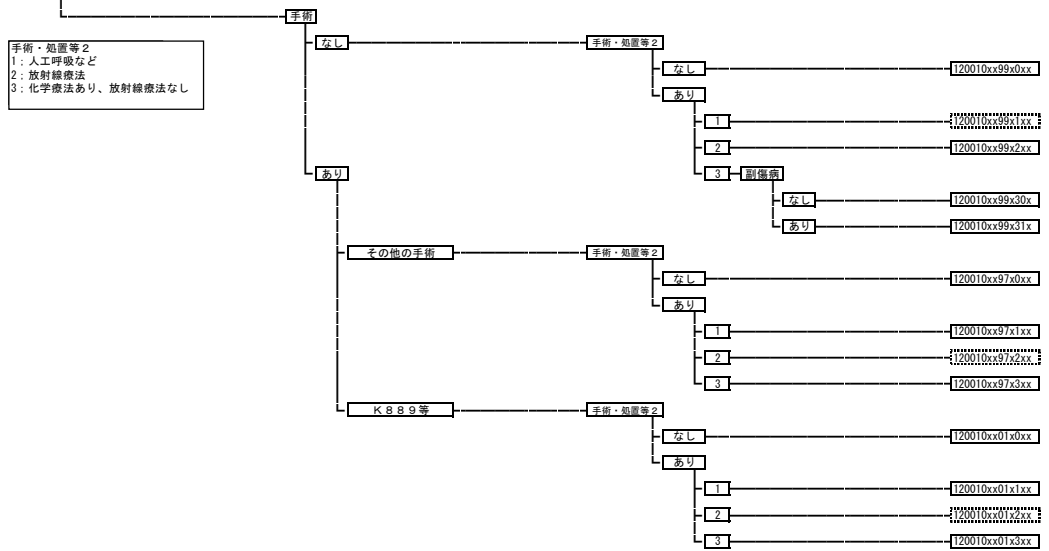 手術
手術・処置等２
1：人工呼吸など
2：放射線療法
3：化学療法あり、放射線療法なし
なし
手術・処置等２
なし
120010xx99x0xx
あり
1
120010xx99x1xx
2
120010xx99x2xx
あり
3
副傷病
なし
120010xx99x30x
あり
120010xx99x31x
その他の手術
手術・処置等２
なし
120010xx97x0xx
あり
1
120010xx97x1xx
2
120010xx97x2xx
3
120010xx97x3xx
Ｋ８８９等
手術・処置等２
なし
120010xx01x0xx
あり
1
120010xx01x1xx
2
120010xx01x2xx
3
120010xx01x3xx